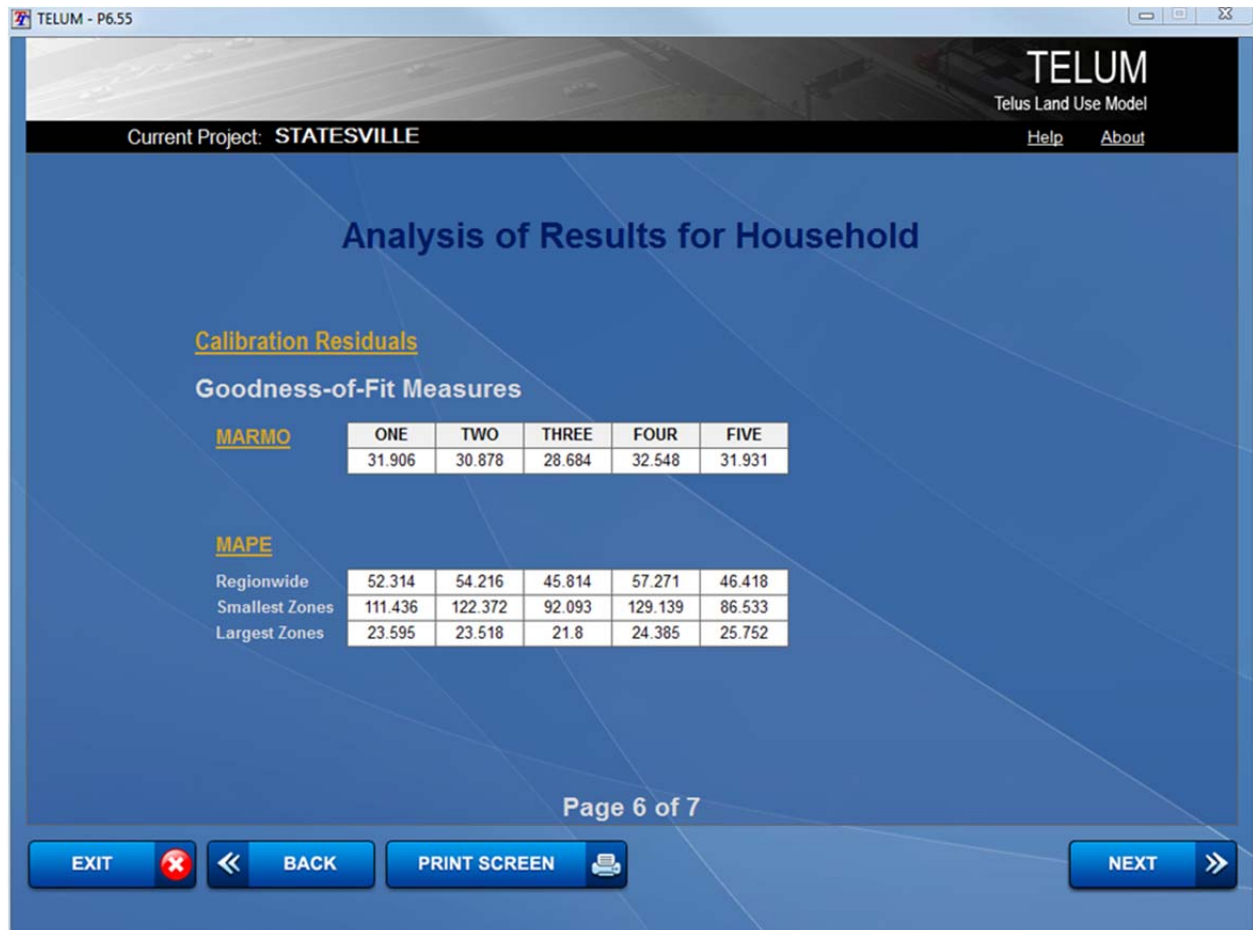 TELUM - P6.55
TELUM
Telus Land Use Model
Current Project: STATESVILLE
Help About
Analysis of Results for Household
Calibration Residuals
Goodness-of-Fit Measures
MARMO ONE TWO THREE FOUR FIVE
31.906 30.878 28.684 32.548 31.931
MAPE
Regionwide 52.314 54.216 45.814 57.271 46.418
Smallest Zones 111.436 122.372 92.093 129.139 86.533
Largest Zones 23.595 23.518 21.8 24.385 25.752
Page 6 of 7
EXIT BACK PRINT SCREEN NEXT